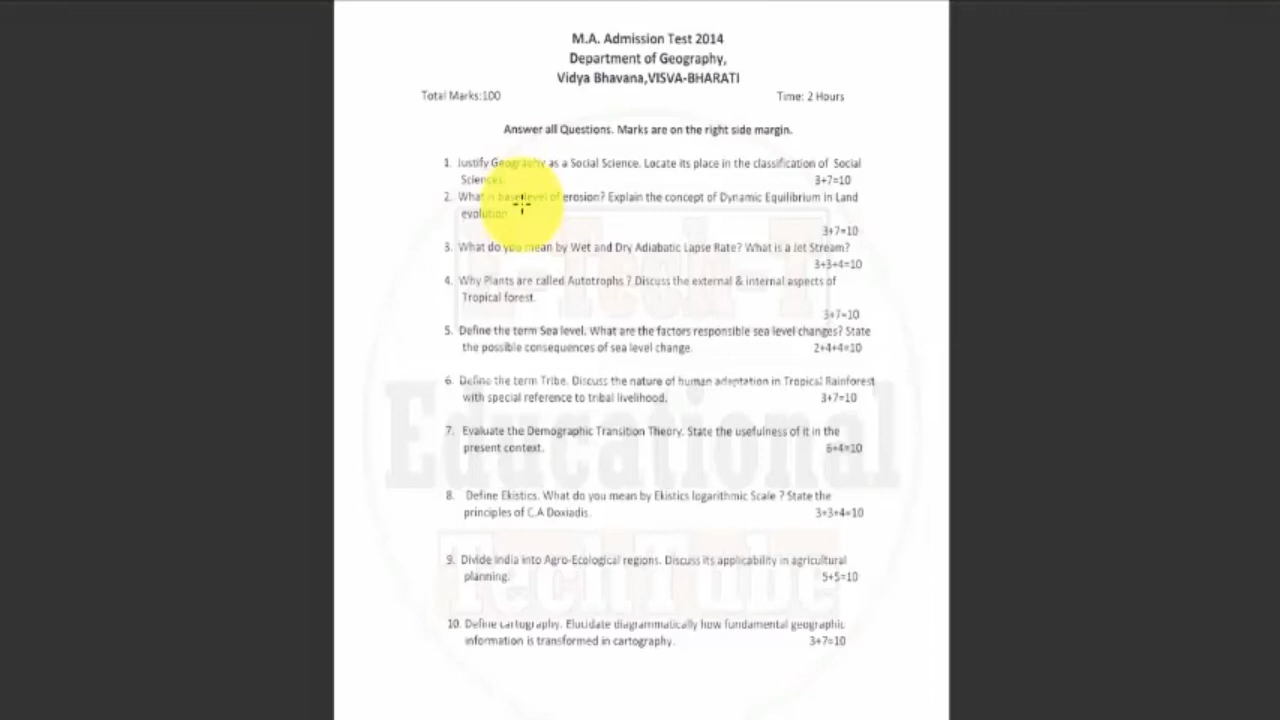 M.A. Admission Test 2014
Department of Geography,
Vidya Bhavana,VISVA-BHARATI
Total Marks:100 Time: 2 Hours
Answer all Questions. Marks are on the right side margin.
1. Justify Geography as a Social Science. Locate its place in the classification of Social
Sciences. 3+7=10
2. What is base level of erosion? Explain the concept of Dynamic Equilibrium in Land
evolution
3+7=10
3. What do you mean by Wet and Dry Adiabatic Lapse Rate? What is a Jet Stream?
3+3+4=10
4. Why Plants are called Autotrophs ? Discuss the external & internal aspects of
Tropical forest.
3+7=10
5. Define the term Sea level. What are the factors responsible sea level changes? State
the possible consequences of sea level change. 2+4+4=10
6. Define the term Tribe. Discuss the nature of human adaptation in Tropical Rainforest
with special reference to tribal livelihood. 3+7=10
7. Evaluate the Demographic Transition Theory. State the usefulness of it in the
present context. 6+4=10
8. Define Ekistics. What do you mean by Ekistics logarithmic Scale ? State the
principles of C.A Doxiadis. 3+3+4=10
9. Divide India into Agro-Ecological regions. Discuss its applicability in agricultural
planning. 5+5=10
10. Define cartography. Elucidate diagrammatically how fundamental geographic
information is transformed in cartography. 3+7=10
E-Tech-T
Educational
TechTube